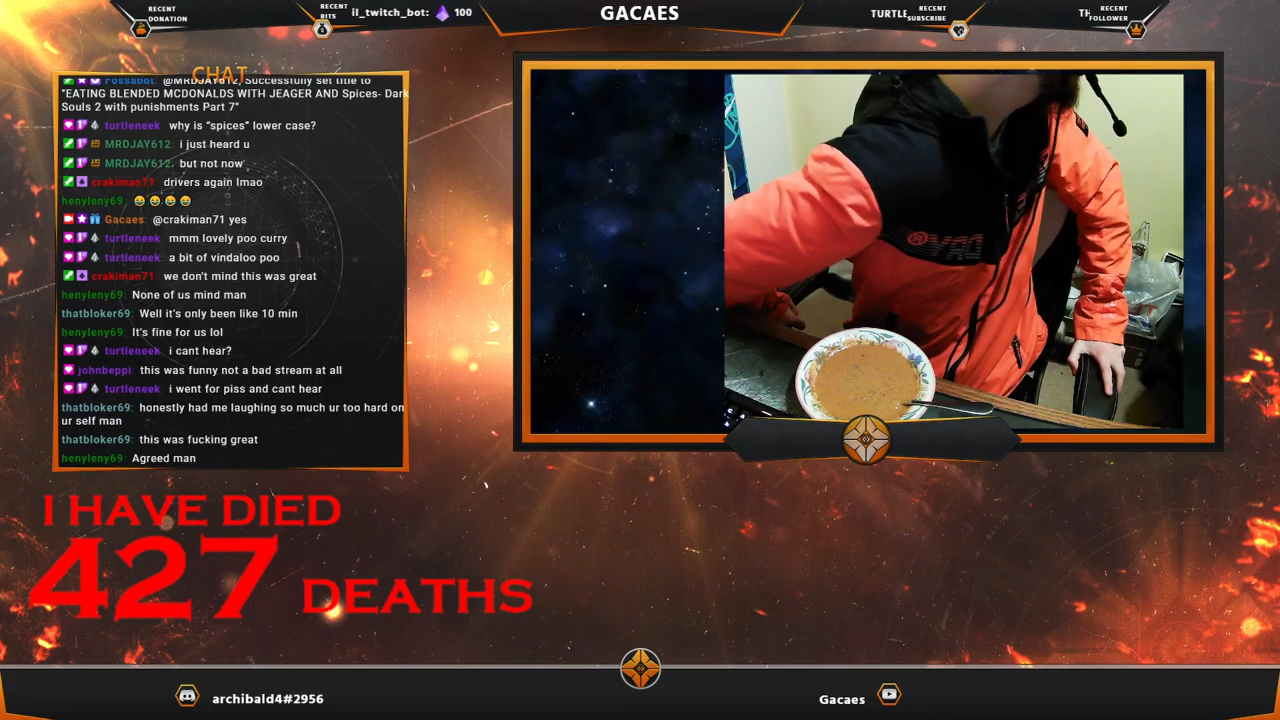 RECENT
DONATION
RECENT
BITS
il_twitch_bot: 100
GACAES
TURTLE
RECENT
SUBSCRIBE
RECENT
FOLLOWER
CHAT
Fossabot: @MRDJAY612, Successfully set title to
"EATING BLENDED MCDONALDS WITH JEAGER AND Spices- Dark
Souls 2 with punishments Part 7"
turtleneek: why is "spices" lower case?
MRDJAY612: i just heard u
MRDJAY612: but not now
crakiman71: drivers again lmao
henyleny69: 😆 😆 😆 😆
Gacaes: @crakiman71 yes
turtleneek: mmm lovely poo curry
turtleneek: a bit of vindaloo poo
crakiman71: we don't mind this was great
henyleny69: None of us mind man
thatbloker69: Well it's only been like 10 min
henyleny69: It's fine for us lol
turtleneek: i cant hear?
johnbeppi: this was funny not a bad stream at all
turtleneek: i went for piss and cant hear
thatbloker69: honestly had me laughing so much ur too hard on
ur self man
thatbloker69: this was fucking great
henyleny69: Agreed man
I HAVE DIED
427 DEATHS
archibald4#2956
Gacaes